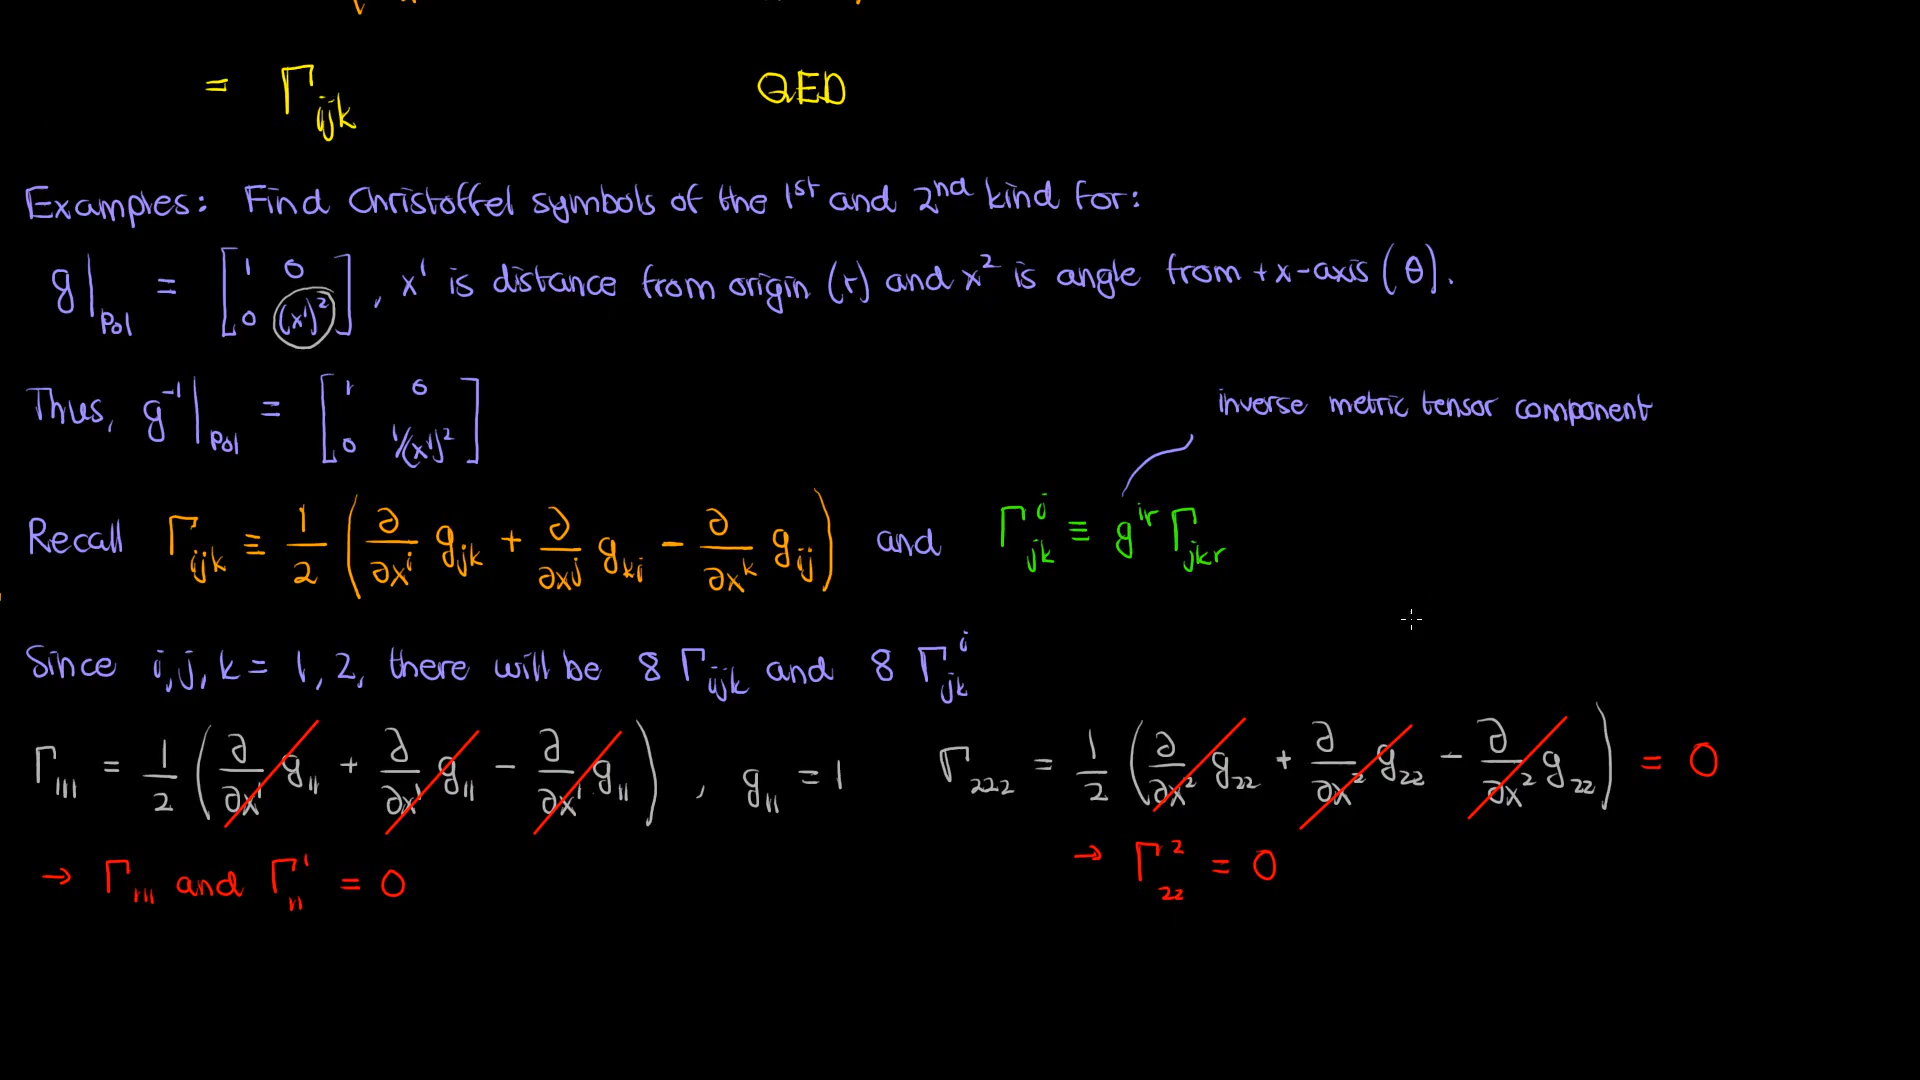 = Γ_ijk QED
Examples: Find Christoffel symbols of the 1st and 2nd kind for:
g|_pol = [1 0; 0 (x¹)²], x¹ is distance from origin (r) and x² is angle from +x-axis (θ).
Thus, g⁻¹|_pol = [1 0; 0 1/(x¹)²]
inverse metric tensor component
Recall Γ_ijk ≡ 1/2 (∂/∂x^i g_jk + ∂/∂x^j g_ki − ∂/∂x^k g_ij) and Γ^i_jk ≡ g^ir Γ_jkr
Since i, j, k = 1, 2, there will be 8 Γ_ijk and 8 Γ^i_jk
Γ_111 = 1/2 (∂/∂x¹ g_11 + ∂/∂x¹ g_11 − ∂/∂x¹ g_11), g_11 = 1
Γ_222 = 1/2 (∂/∂x² g_22 + ∂/∂x² g_22 − ∂/∂x² g_22) = 0
→ Γ_111 and Γ^1_11 = 0
→ Γ^2_22 = 0